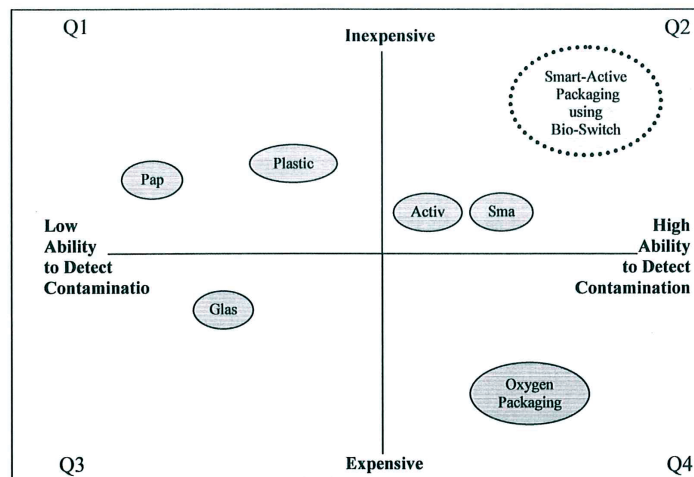 Q1
Q2
Inexpensive
Smart-Active
Packaging
using
Bio-Switch
Plastic
Pap
Activ
Sma
Low
Ability
to Detect
Contaminatio
High
Ability
to Detect
Contamination
Glas
Oxygen
Packaging
Q3
Expensive
Q4